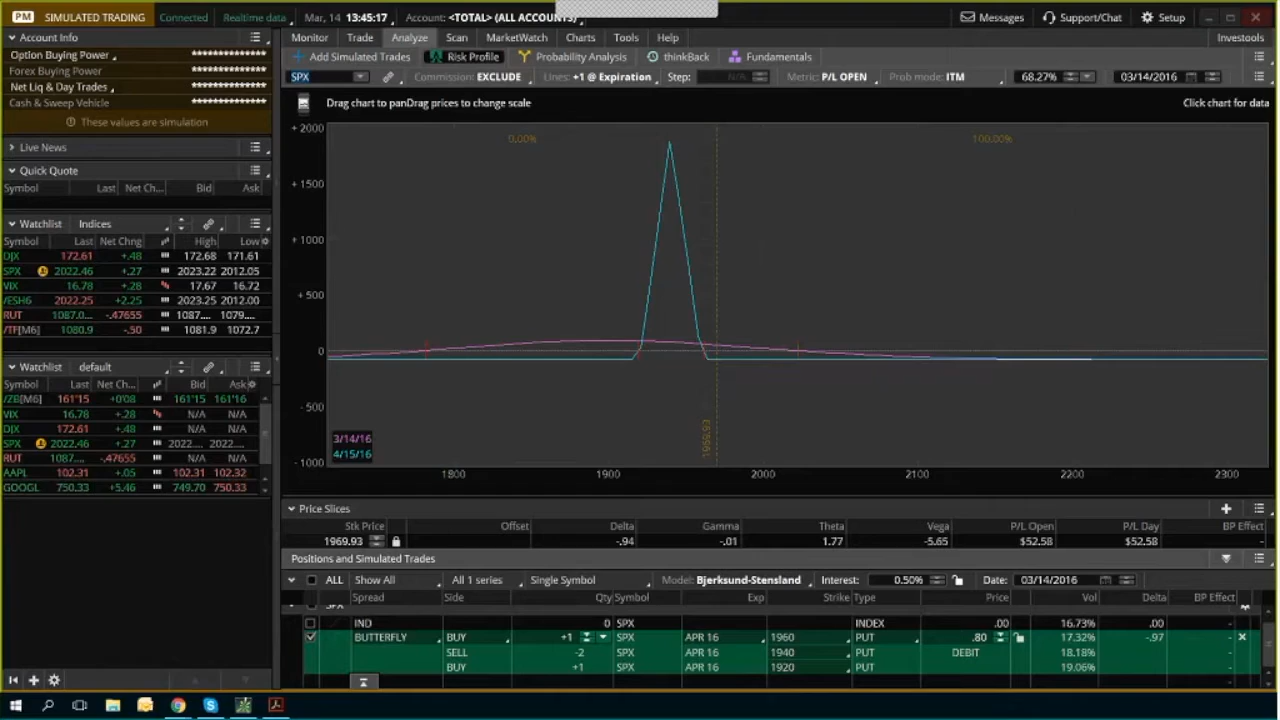 PM SIMULATED TRADING Connected Realtime data Mar, 14 13:45:17 Account: <TOTAL> (ALL ACCOUNTS) Messages Support/Chat Setup
Account Info
Option Buying Power ***************
Forex Buying Power ***************
Net Liq & Day Trades ***************
Cash & Sweep Vehicle ***************
These values are simulation
Live News
Quick Quote
Symbol Last Net Ch... Bid Ask
Watchlist Indices
Symbol Last Net Chng High Low
DJX 172.61 +.48 172.68 171.61
SPX 2022.46 +.27 2023.22 2012.05
VIX 16.78 +.28 17.67 16.72
/ESH6 2022.25 +2.25 2023.25 2012.00
RUT 1087.0... -.47655 1087.... 1079....
/TF[M6] 1080.9 -.50 1081.9 1072.7
Watchlist default
Symbol Last Net Ch... Bid Ask
/ZB[M6] 161'15 +0'08 161'15 161'16
VIX 16.78 +.28 N/A N/A
DJX 172.61 +.48 N/A N/A
SPX 2022.46 +.27 2022.... 2022....
RUT 1087.... -.47655 N/A N/A
AAPL 102.31 +.05 102.31 102.32
GOOGL 750.33 +5.46 749.70 750.33
Monitor Trade Analyze Scan MarketWatch Charts Tools Help Investools
Add Simulated Trades Risk Profile Probability Analysis thinkBack Fundamentals
SPX Commission: EXCLUDE Lines: +1 @ Expiration Step: N/A Metric: P/L OPEN Prob mode: ITM 68.27% 03/14/2016
Drag chart to panDrag prices to change scale Click chart for data
+ 2000
+ 1500
+ 1000
+ 500
0
- 500
- 1000
0.00% 100.00%
1969.93
3/14/16
4/15/16
1800 1900 2000 2100 2200 2300
Price Slices
Stk Price Offset Delta Gamma Theta Vega P/L Open P/L Day BP Effect
1969.93 -.94 -.01 1.77 -5.65 $52.58 $52.58 -
Positions and Simulated Trades
ALL Show All All 1 series Single Symbol Model: Bjerksund-Stensland Interest: 0.50% Date: 03/14/2016
Spread Side Qty Symbol Exp Strike Type Price Vol Delta BP Effect
SPX
IND 0 SPX INDEX .00 16.73% .00 -
BUTTERFLY BUY +1 SPX APR 16 1960 PUT .80 17.32% -.97 -
SELL -2 SPX APR 16 1940 PUT DEBIT 18.18% -
BUY +1 SPX APR 16 1920 PUT 19.06% -